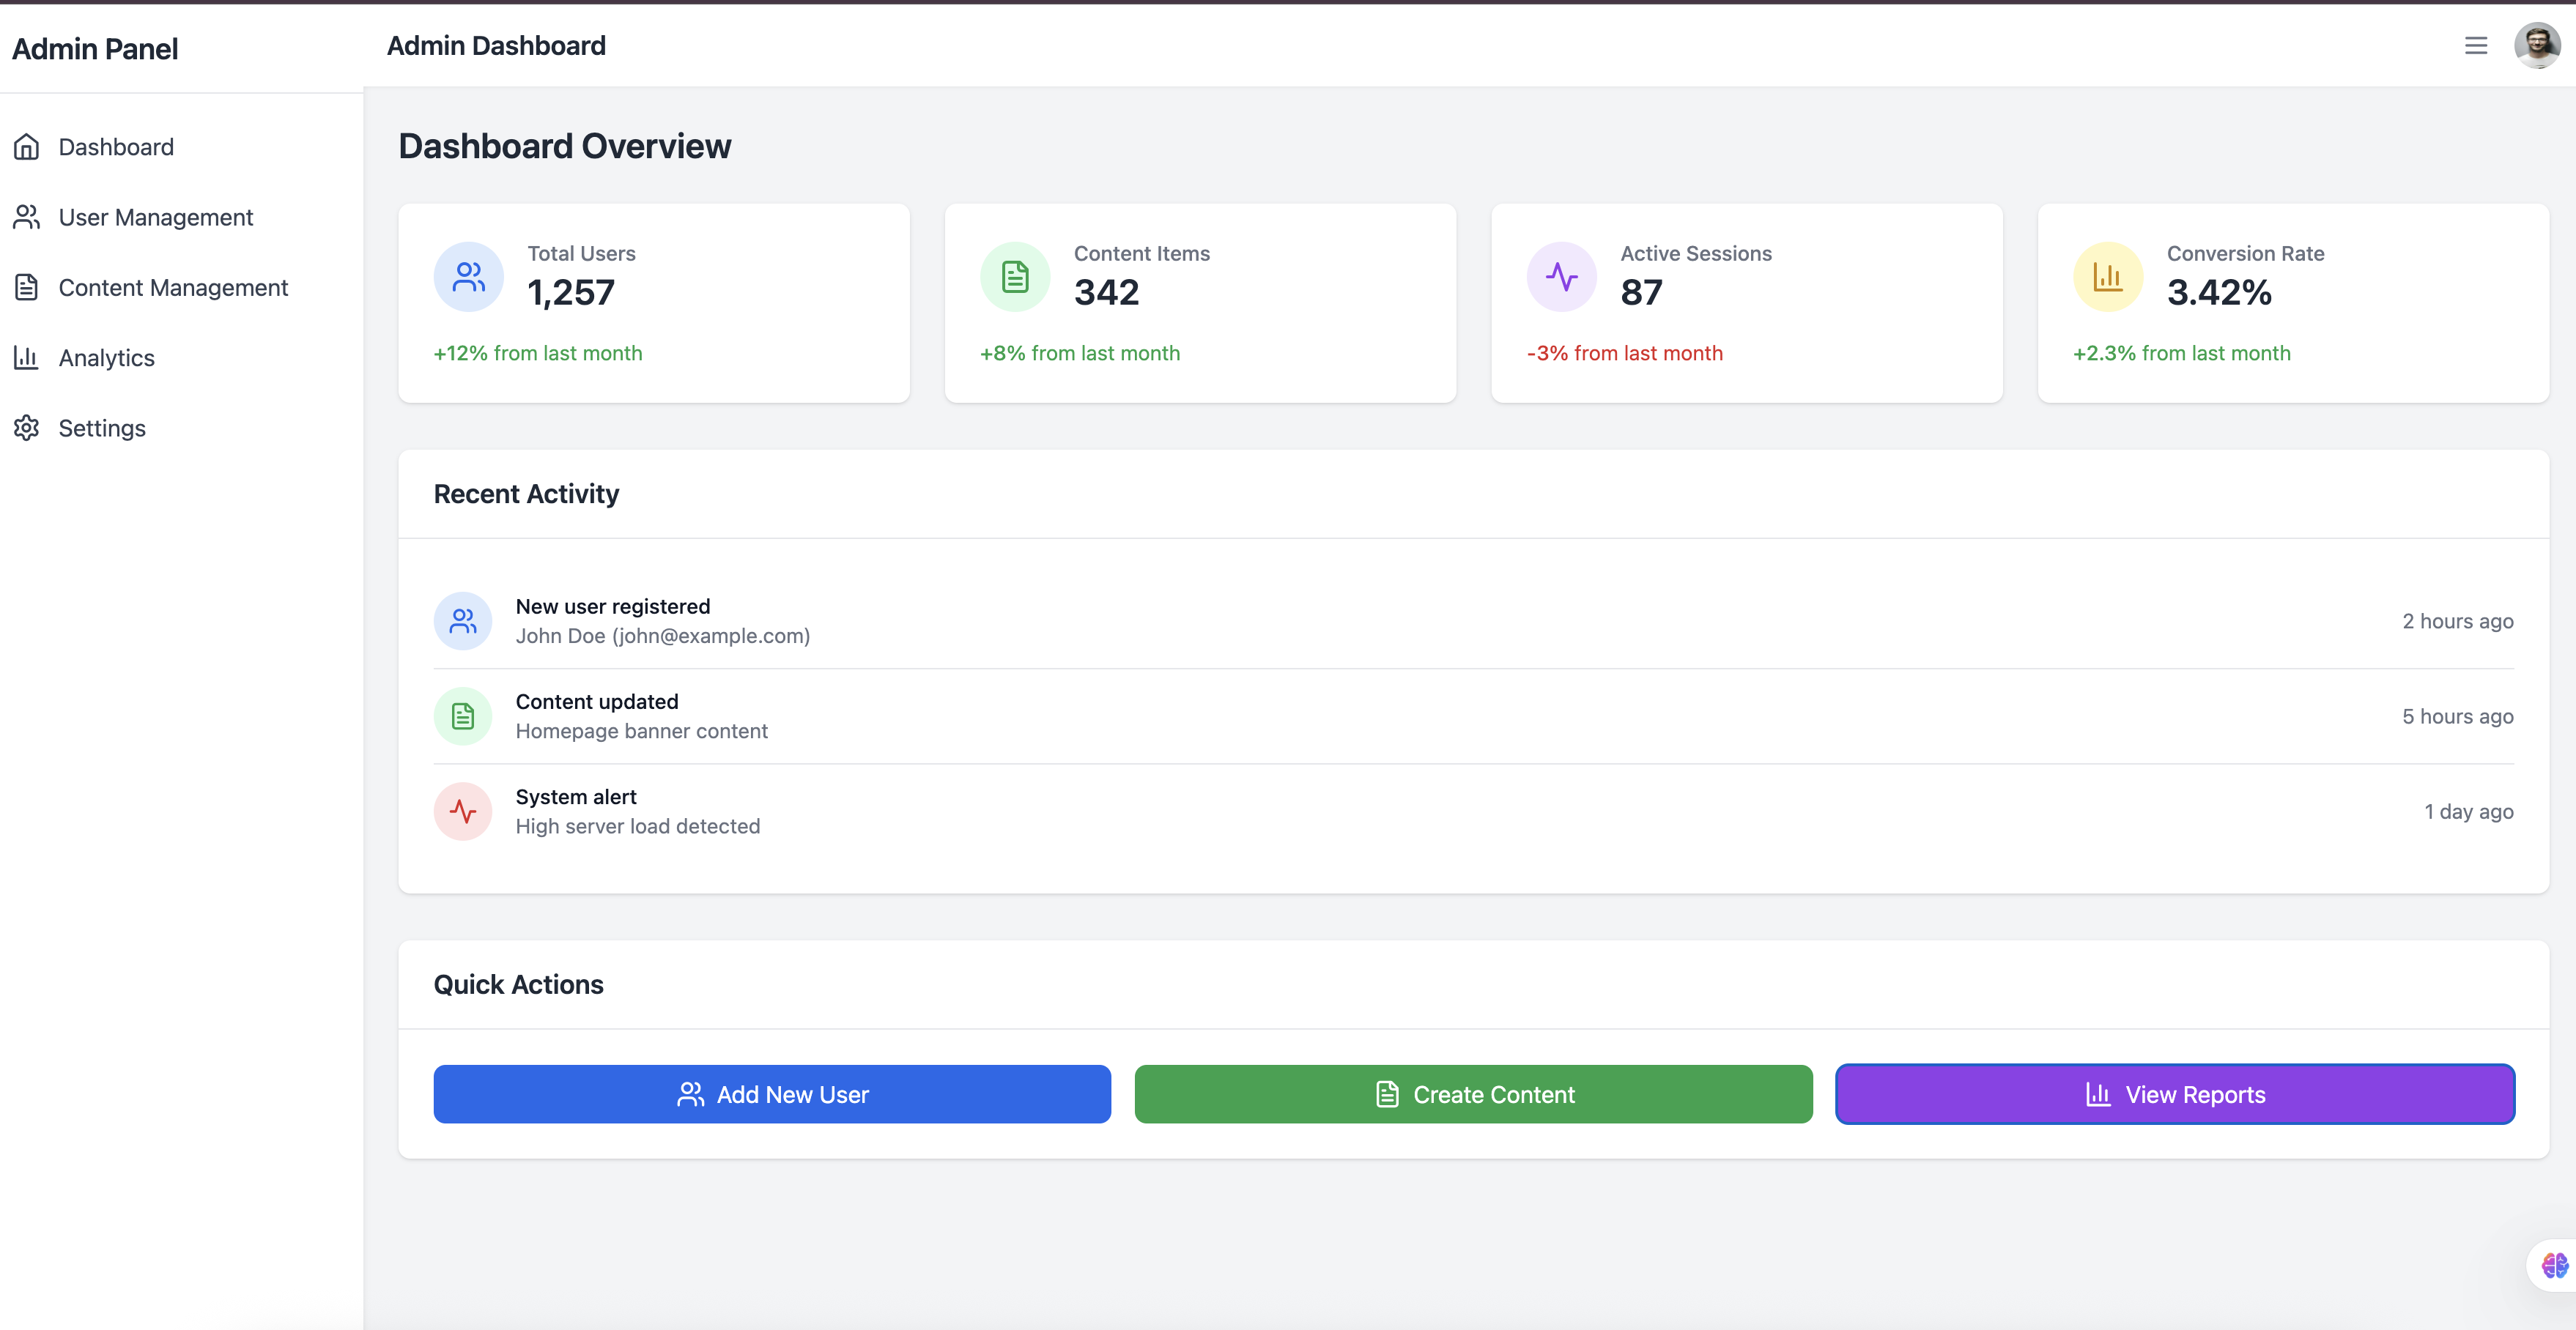 Admin Panel
Admin Dashboard
Dashboard
User Management
Content Management
Analytics
Settings
Dashboard Overview
Total Users
1,257
+12% from last month
Content Items
342
+8% from last month
Active Sessions
87
-3% from last month
Conversion Rate
3.42%
+2.3% from last month
Recent Activity
New user registered
John Doe (john@example.com)
2 hours ago
Content updated
Homepage banner content
5 hours ago
System alert
High server load detected
1 day ago
Quick Actions
Add New User
Create Content
View Reports